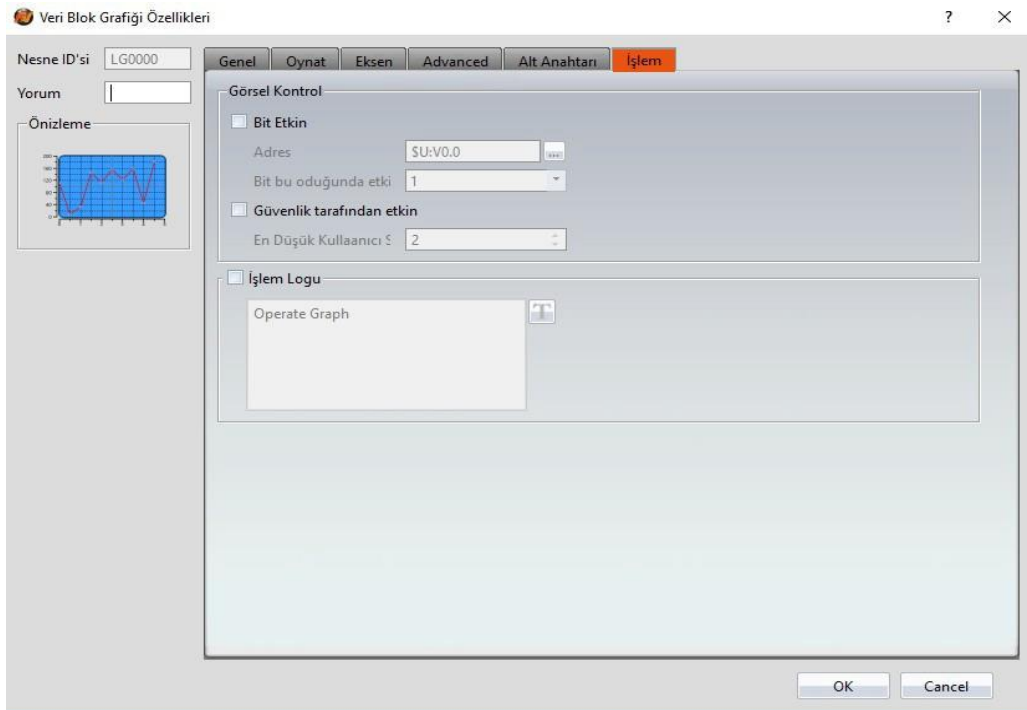 Veri Blok Grafiği Özellikleri
Nesne ID'si LG0000
Yorum
Önizleme
Genel Oynat Eksen Advanced Alt Anahtarı İşlem
Görsel Kontrol
Bit Etkin
Adres $U:V0.0 ...
Bit bu oduğunda etki 1
Güvenlik tarafından etkin
En Düşük Kullaanıcı S 2
İşlem Logu
Operate Graph T
OK Cancel